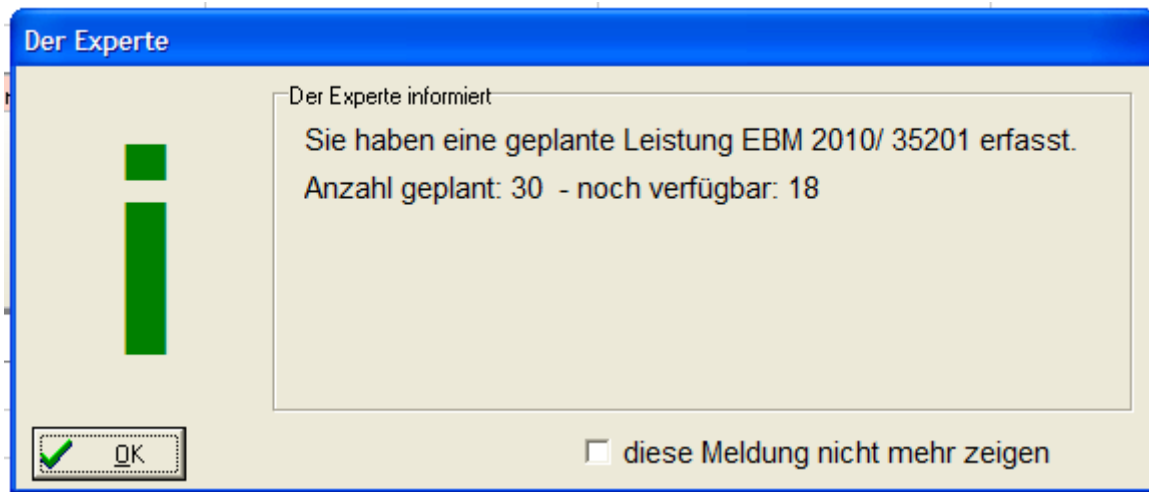 Der Experte
Der Experte informiert
Sie haben eine geplante Leistung EBM 2010/ 35201 erfasst.
Anzahl geplant: 30 - noch verfügbar: 18
OK
diese Meldung nicht mehr zeigen